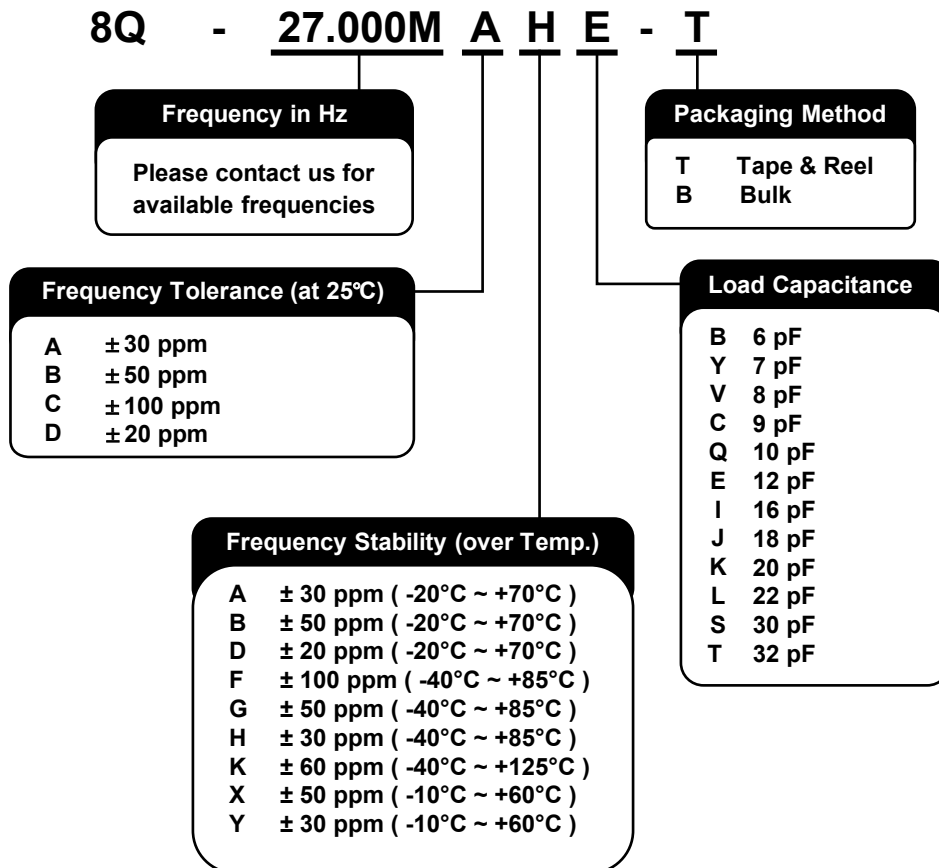 8Q - 27.000M A H E - T
Frequency in Hz
Please contact us for
available frequencies
Packaging Method
T Tape & Reel
B Bulk
Frequency Tolerance (at 25°C)
A ±30 ppm
B ±50 ppm
C ±100 ppm
D ±20 ppm
Load Capacitance
B 6 pF
Y 7 pF
V 8 pF
C 9 pF
Q 10 pF
E 12 pF
I 16 pF
J 18 pF
K 20 pF
L 22 pF
S 30 pF
T 32 pF
Frequency Stability (over Temp.)
A ± 30 ppm ( -20°C ~ +70°C )
B ± 50 ppm ( -20°C ~ +70°C )
D ± 20 ppm ( -20°C ~ +70°C )
F ± 100 ppm ( -40°C ~ +85°C )
G ± 50 ppm ( -40°C ~ +85°C )
H ± 30 ppm ( -40°C ~ +85°C )
K ± 60 ppm ( -40°C ~ +125°C )
X ± 50 ppm ( -10°C ~ +60°C )
Y ± 30 ppm ( -10°C ~ +60°C )